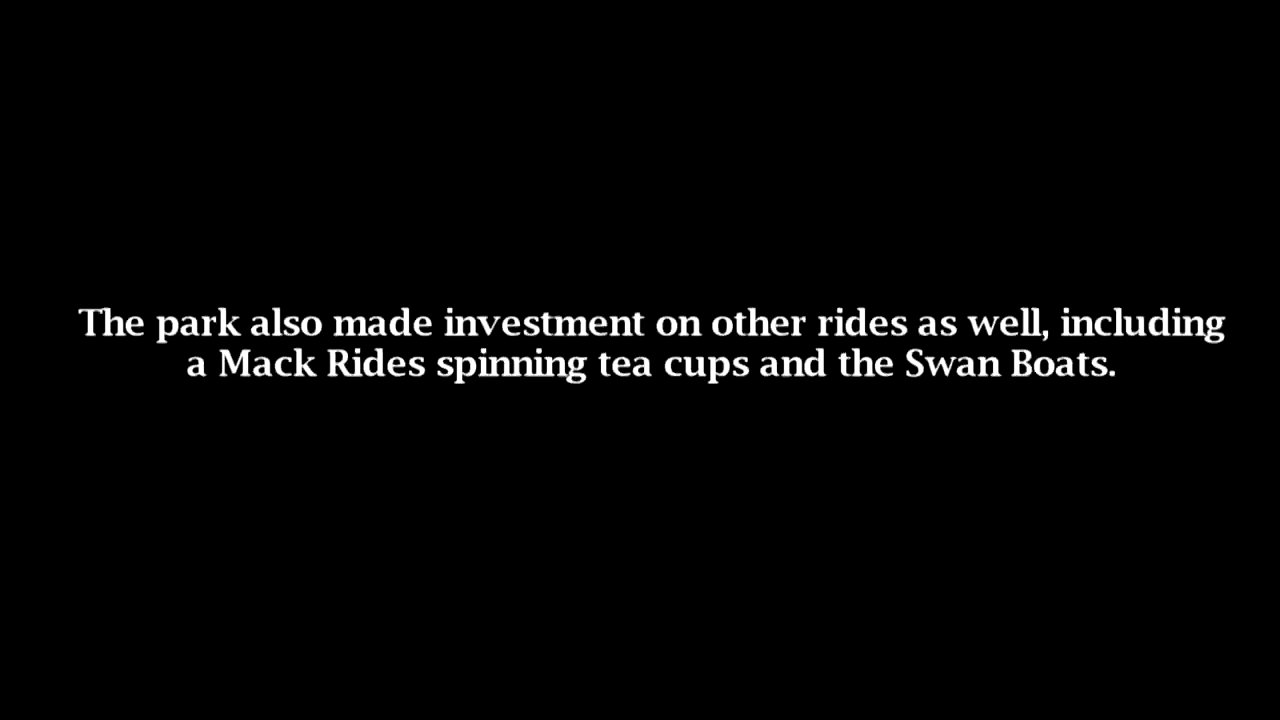 The park also made investment on other rides as well, including
a Mack Rides spinning tea cups and the Swan Boats.